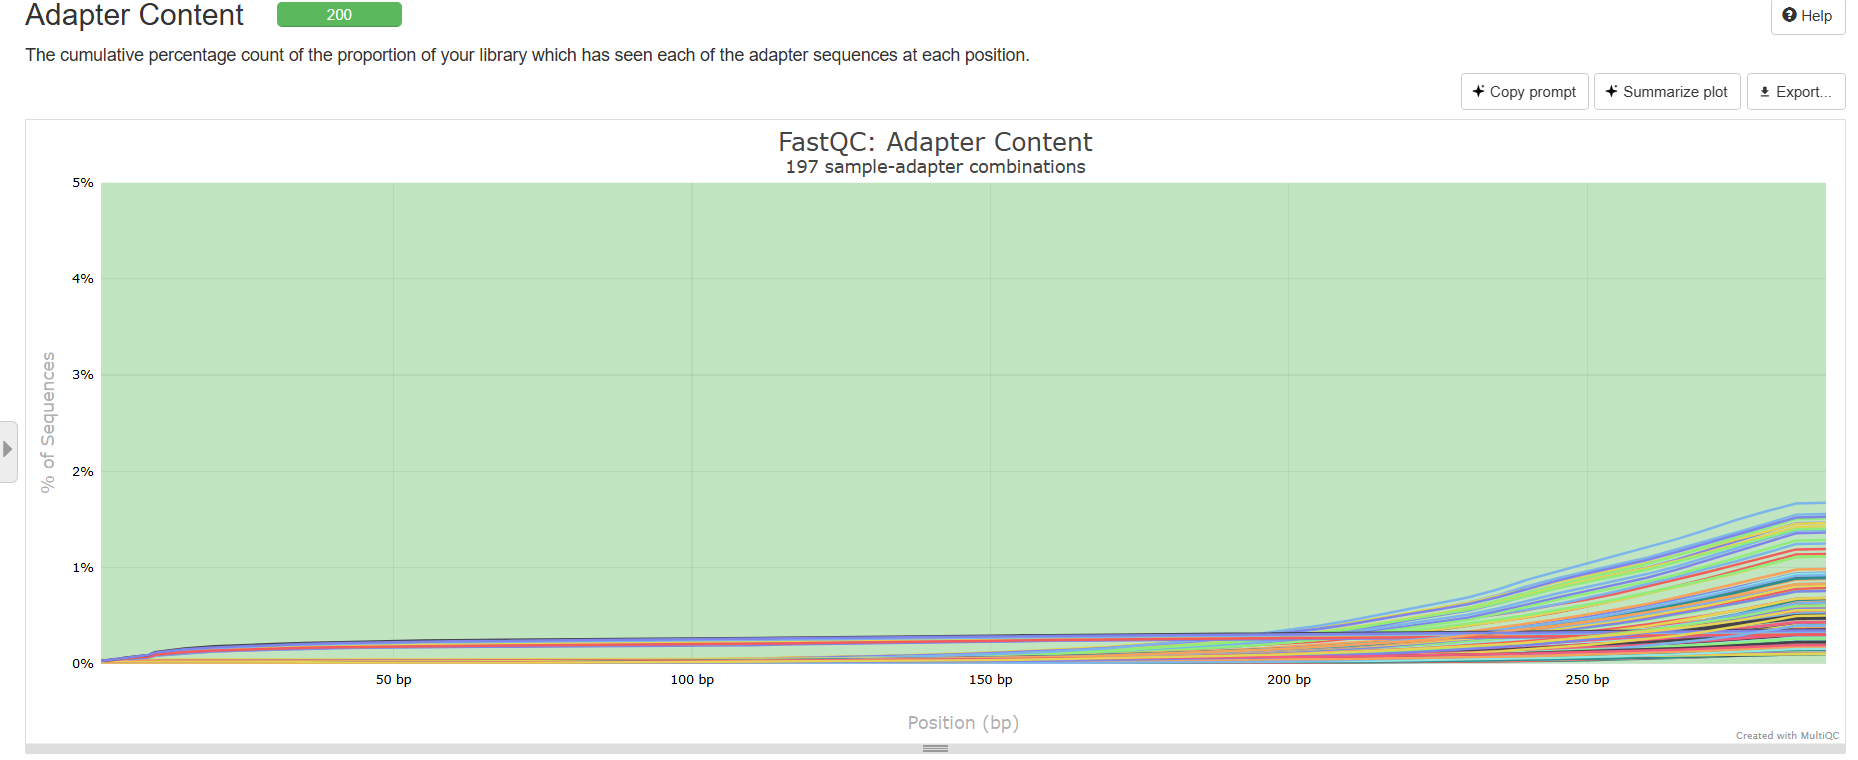 Adapter Content 200
Help
The cumulative percentage count of the proportion of your library which has seen each of the adapter sequences at each position.
Copy prompt Summarize plot Export...
FastQC: Adapter Content
197 sample-adapter combinations
5%
4%
3%
2%
1%
0%
% of Sequences
50 bp 100 bp 150 bp 200 bp 250 bp
Position (bp)
Created with MultiQC